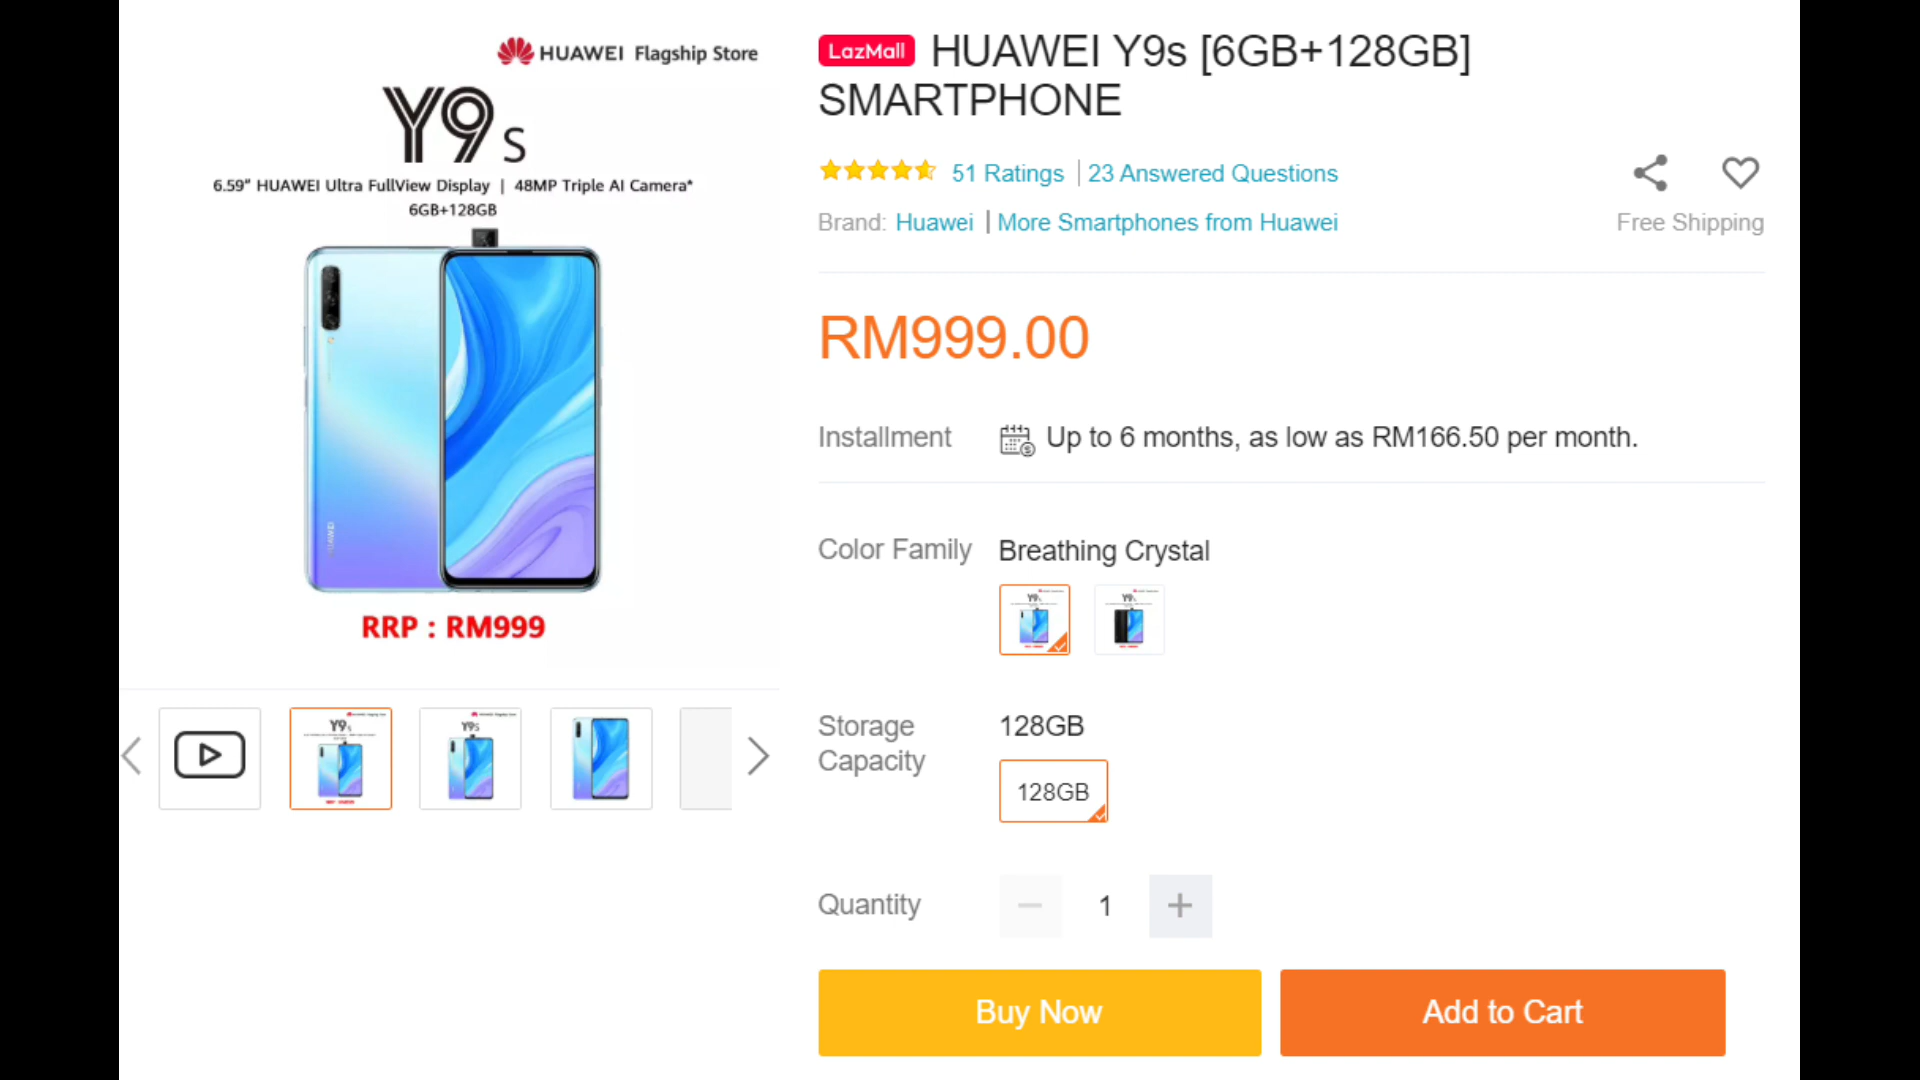 HUAWEI Flagship Store
Y9s
6.59" HUAWEI Ultra FullView Display | 48MP Triple AI Camera*
6GB+128GB
HUAWEI
RRP : RM999
LazMall HUAWEI Y9s [6GB+128GB]
SMARTPHONE
51 Ratings | 23 Answered Questions
Brand: Huawei | More Smartphones from Huawei
Free Shipping
RM999.00
Installment Up to 6 months, as low as RM166.50 per month.
Color Family Breathing Crystal
Storage Capacity 128GB
128GB
Quantity 1
Buy Now
Add to Cart